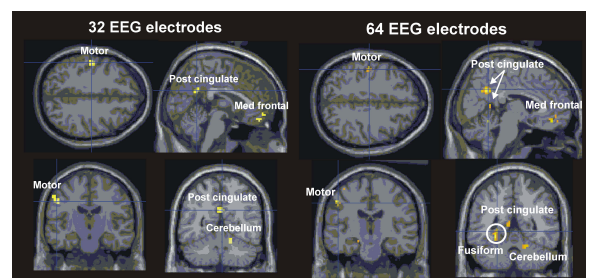 32 EEG electrodes
64 EEG electrodes
Motor
Post cingulate
Med frontal
Motor
Post cingulate
Med frontal
Motor
Post cingulate
Cerebellum
Motor
Post cingulate
Fusiform
Cerebellum